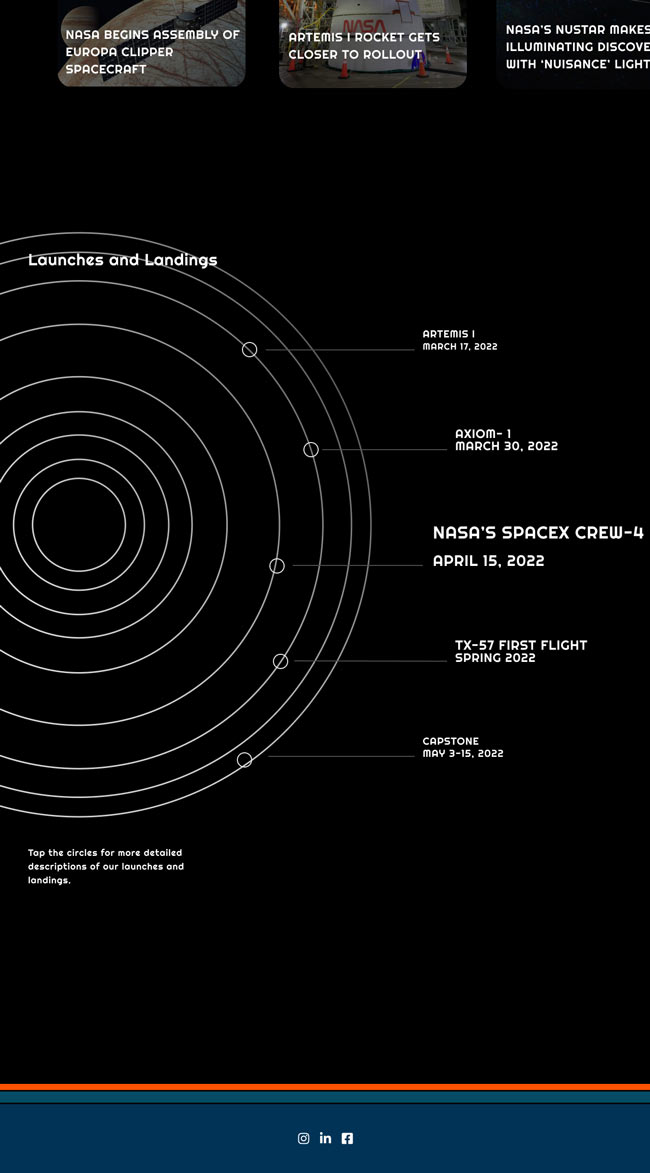 NASA BEGINS ASSEMBLY OF
EUROPA CLIPPER
SPACECRAFT
NASA
ARTEMIS I ROCKET GETS
CLOSER TO ROLLOUT
NASA'S NUSTAR MAKES
ILLUMINATING DISCOVE
WITH ‘NUISANCE’ LIGHT
Launches and Landings
ARTEMIS I
MARCH 17, 2022
AXIOM- 1
MARCH 30, 2022
NASA'S SPACEX CREW-4
APRIL 15, 2022
TX-57 FIRST FLIGHT
SPRING 2022
CAPSTONE
MAY 3-15, 2022
Tap the circles for more detailed
descriptions of our launches and
landings.
in